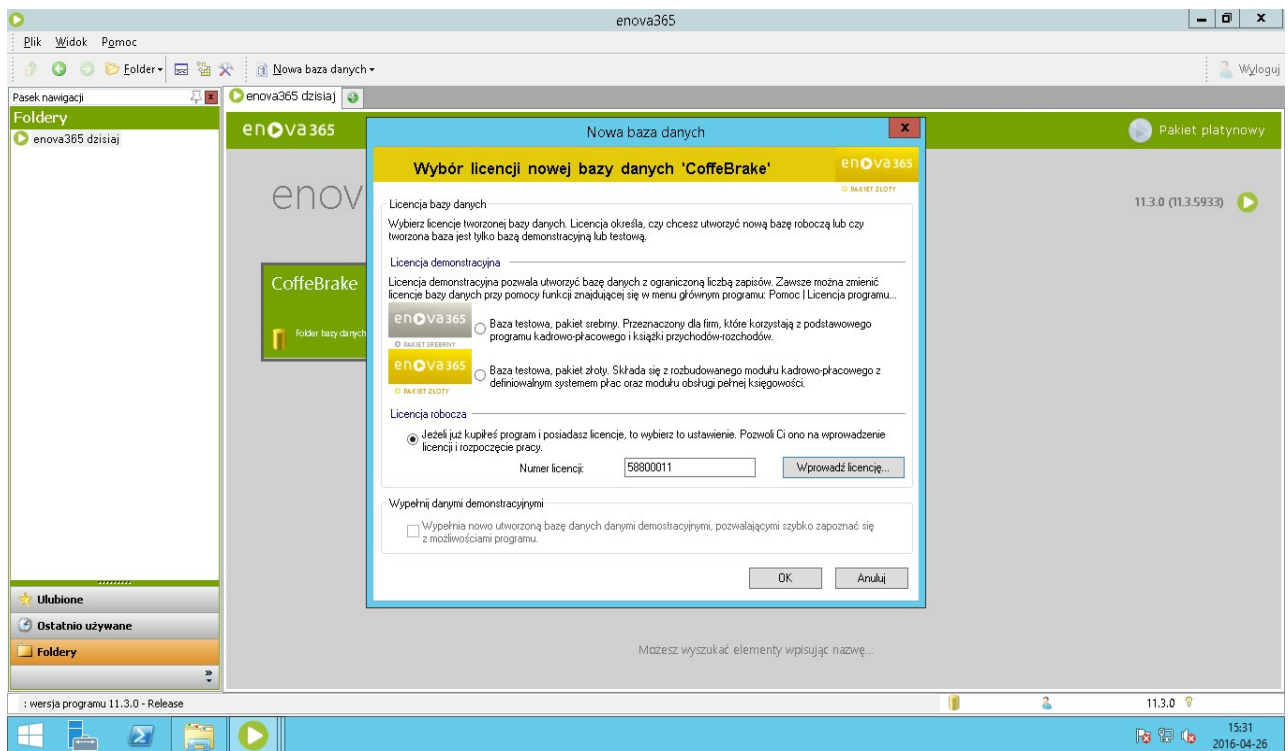 enova365
Plik Widok Pomoc
Folder Nowa baza danych Wyloguj
Pasek nawigacji
enova365 dzisiaj
Foldery
enova365 dzisiaj
enova365
Pakiet platynowy
enov
11.3.0 (11.3.5933)
CoffeBrake
Folder bazy danych
Nowa baza danych
Wybór licencji nowej bazy danych 'CoffeBrake'
enova365
PAKIET ZŁOTY
Licencja bazy danych
Wybierz licencje tworzonej bazy danych. Licencja określa, czy chcesz utworzyć nową bazę roboczą lub czy
tworzona baza jest tylko bazą demonstracyjną lub testową.
Licencja demonstracyjna
Licencja demonstracyjna pozwala utworzyć bazę danych z ograniczoną liczbą zapisów. Zawsze można zmienić
licencje bazy danych przy pomocy funkcji znajdującej się w menu głównym programu: Pomoc | Licencja programu...
enova365
PAKIET SREBRNY
Baza testowa, pakiet srebrny. Przeznaczony dla firm, które korzystają z podstawowego
programu kadrowo-płacowego i książki przychodów-rozchodów.
enova365
PAKIET ZŁOTY
Baza testowa, pakiet złoty. Składa się z rozbudowanego modułu kadrowo-płacowego z
definiowalnym systemem płac oraz modułu obsługi pełnej księgowości.
Licencja robocza
Jeżeli już kupiłeś program i posiadasz licencje, to wybierz to ustawienie. Pozwoli Ci ono na wprowadzenie
licencji i rozpoczęcie pracy.
Numer licencji: 58800011 Wprowadź licencję...
Wypełnij danymi demonstracyjnymi
Wypełnia nowo utworzoną bazę danych danymi demostracyjnymi, pozwalającymi szybko zapoznać się
z możliwościami programu.
OK Anuluj
Możesz wyszukać elementy wpisując nazwę...
Ulubione
Ostatnio używane
Foldery
: wersja programu 11.3.0 - Release
11.3.0
15:31
2016-04-26